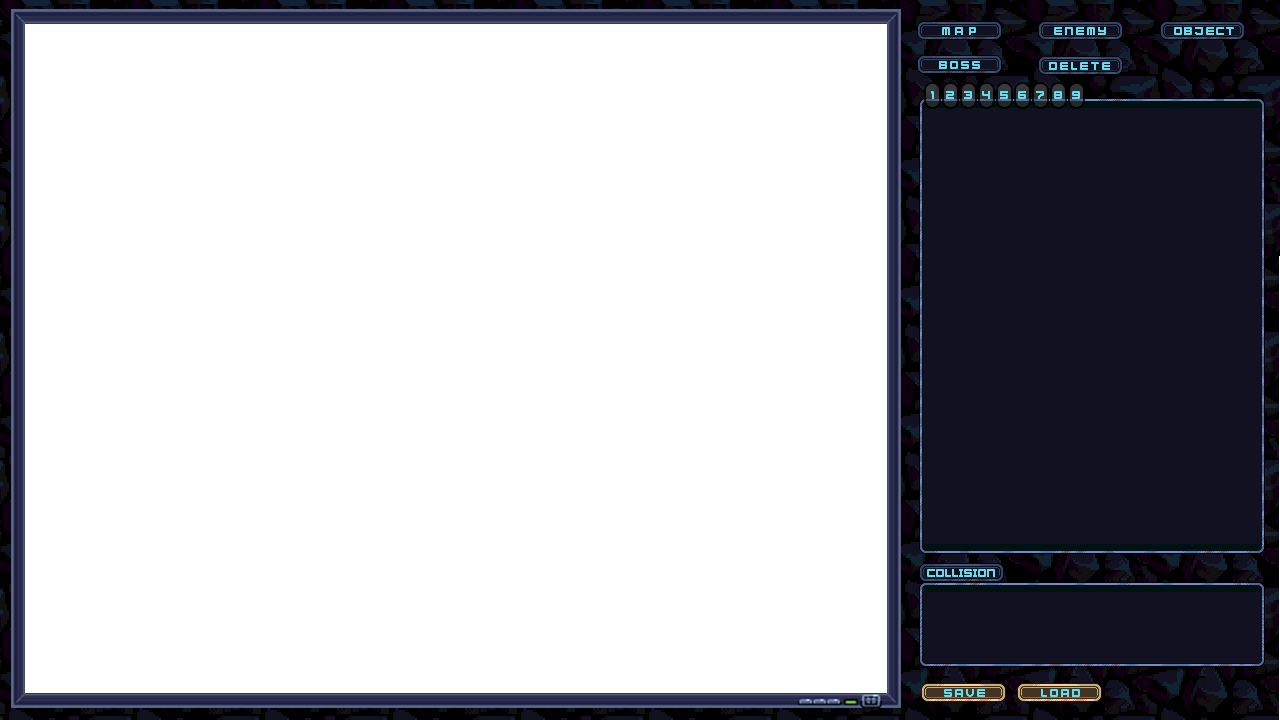 MAP ENEMY OBJECT
BOSS DELETE
1 2 3 4 5 6 7 8 9
COLLISION
SAVE LOAD